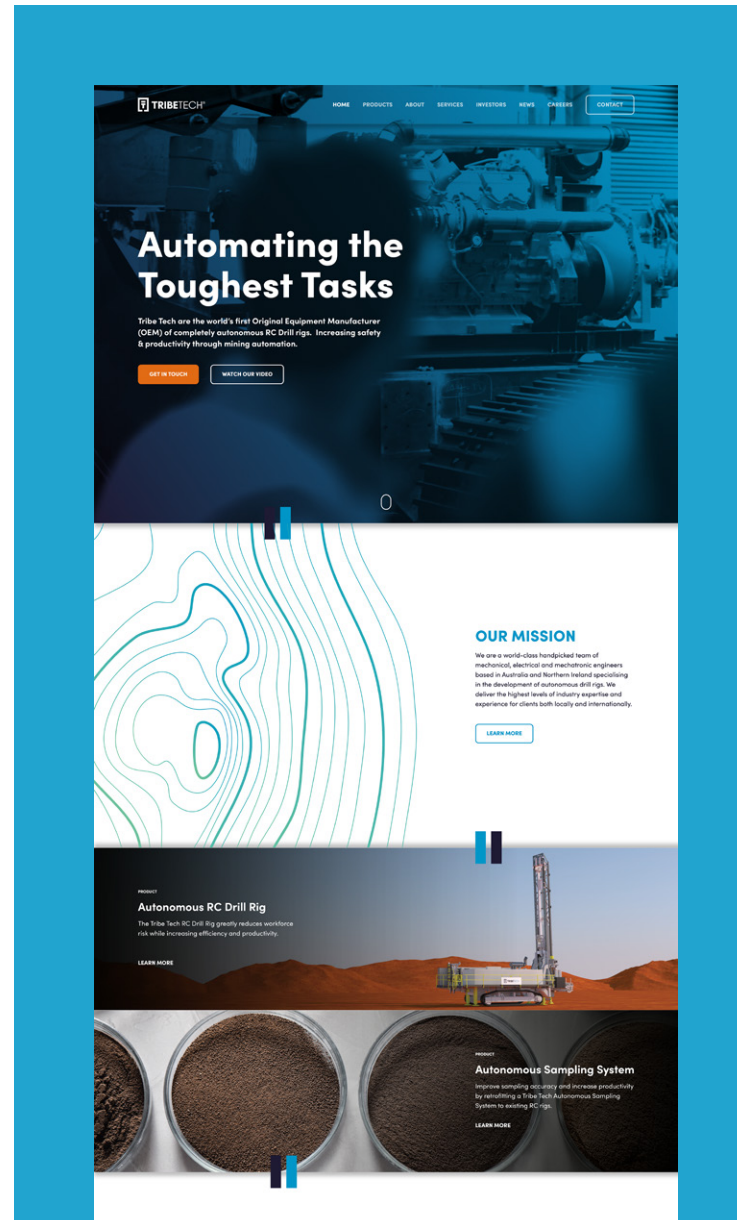 TRIBETECH®
HOME PRODUCTS ABOUT SERVICES INVESTORS NEWS CAREERS CONTACT
Automating the
Toughest Tasks
Tribe Tech are the world's first Original Equipment Manufacturer
(OEM) of completely autonomous RC Drill rigs. Increasing safety
& productivity through mining automation.
GET IN TOUCH WATCH OUR VIDEO
OUR MISSION
We are a world-class handpicked team of
mechanical, electrical and mechatronic engineers
based in Australia and Northern Ireland specialising
in the development of autonomous drill rigs. We
deliver the highest levels of industry expertise and
experience for clients both locally and internationally.
LEARN MORE
PRODUCT
Autonomous RC Drill Rig
The Tribe Tech RC Drill Rig greatly reduces workforce
risk while increasing efficiency and productivity.
LEARN MORE
PRODUCT
Autonomous Sampling System
Improve sampling accuracy and increase productivity
by retrofitting a Tribe Tech Autonomous Sampling
System to existing RC rigs.
LEARN MORE